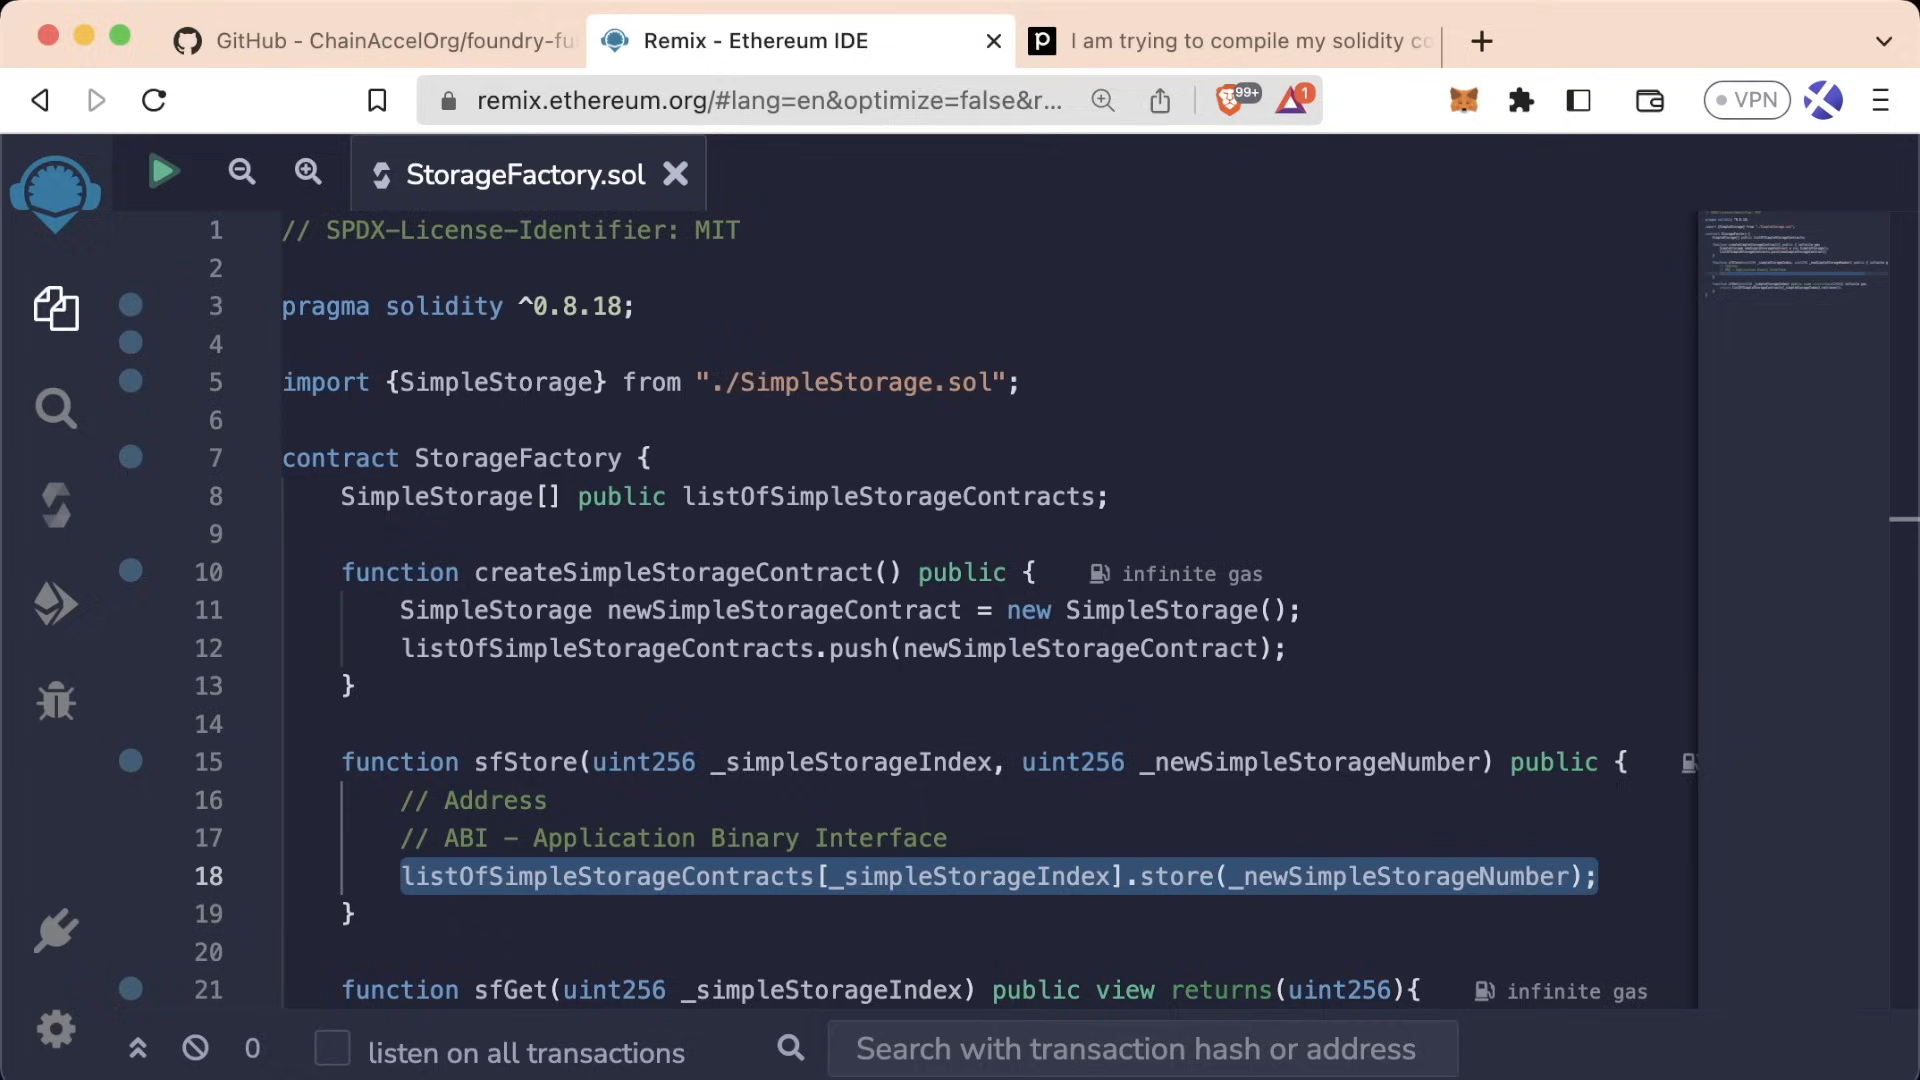 GitHub - ChainAccelOrg/foundry-fu
Remix - Ethereum IDE
I am trying to compile my solidity co
remix.ethereum.org/#lang=en&optimize=false&r...
99+
1
VPN
StorageFactory.sol
1 // SPDX-License-Identifier: MIT
2
3 pragma solidity ^0.8.18;
4
5 import {SimpleStorage} from "./SimpleStorage.sol";
6
7 contract StorageFactory {
8 SimpleStorage[] public listOfSimpleStorageContracts;
9
10 function createSimpleStorageContract() public { infinite gas
11 SimpleStorage newSimpleStorageContract = new SimpleStorage();
12 listOfSimpleStorageContracts.push(newSimpleStorageContract);
13 }
14
15 function sfStore(uint256 _simpleStorageIndex, uint256 _newSimpleStorageNumber) public {
16 // Address
17 // ABI - Application Binary Interface
18 listOfSimpleStorageContracts[_simpleStorageIndex].store(_newSimpleStorageNumber);
19 }
20
21 function sfGet(uint256 _simpleStorageIndex) public view returns(uint256){ infinite gas
0 listen on all transactions Search with transaction hash or address